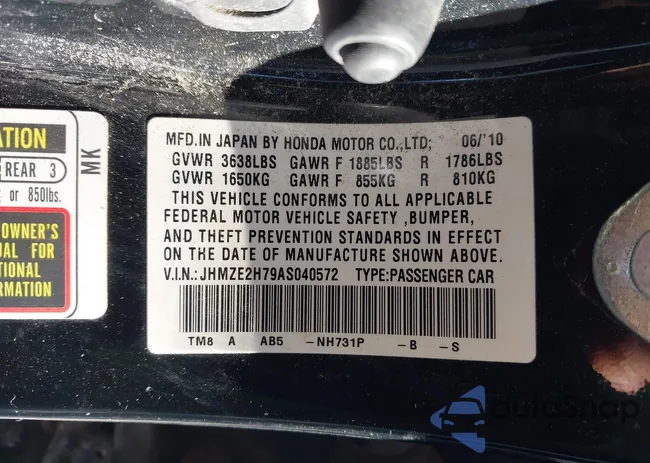 ATION
REAR 3
or 850lbs.
OWNER'S
UAL FOR
TIONAL
ORMATION
MK
MFD.IN JAPAN BY HONDA MOTOR CO.,LTD; 06/'10
GVWR 3638LBS GAWR F 1885LBS R 1786LBS
GVWR 1650KG GAWR F 855KG R 810KG
THIS VEHICLE CONFORMS TO ALL APPLICABLE
FEDERAL MOTOR VEHICLE SAFETY ,BUMPER,
AND THEFT PREVENTION STANDARDS IN EFFECT
ON THE DATE OF MANUFACTURE SHOWN ABOVE.
V.I.N.:JHMZE2H79AS040572 TYPE:PASSENGER CAR
TM8 A AB5 -NH731P -B -S
autoSnap